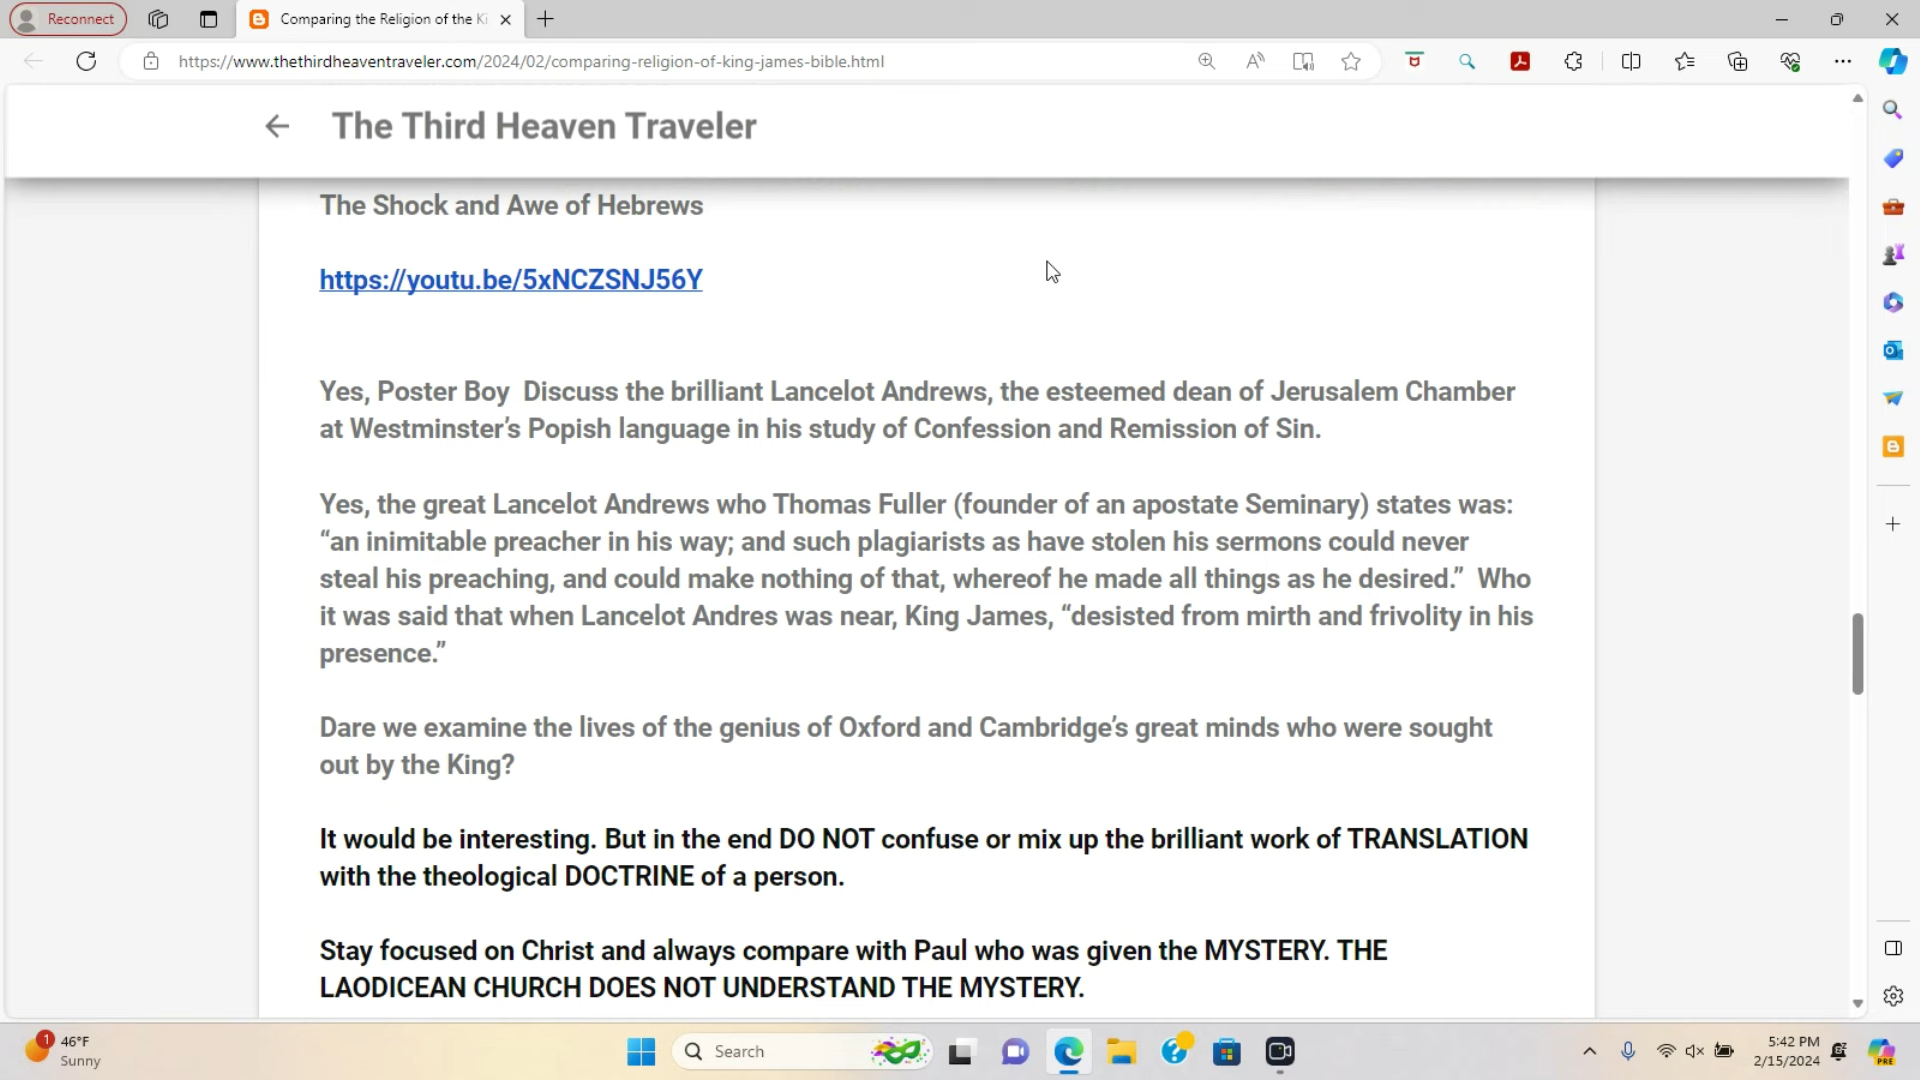 Reconnect
Comparing the Religion of the Ki
https://www.thethirdheaventraveler.com/2024/02/comparing-religion-of-king-james-bible.html
The Third Heaven Traveler
The Shock and Awe of Hebrews
https://youtu.be/5xNCZSNJ56Y
Yes, Poster Boy  Discuss the brilliant Lancelot Andrews, the esteemed dean of Jerusalem Chamber
at Westminster’s Popish language in his study of Confession and Remission of Sin.
Yes, the great Lancelot Andrews who Thomas Fuller (founder of an apostate Seminary) states was:
“an inimitable preacher in his way; and such plagiarists as have stolen his sermons could never
steal his preaching, and could make nothing of that, whereof he made all things as he desired.”  Who
it was said that when Lancelot Andres was near, King James, “desisted from mirth and frivolity in his
presence.”
Dare we examine the lives of the genius of Oxford and Cambridge’s great minds who were sought
out by the King?
It would be interesting. But in the end DO NOT confuse or mix up the brilliant work of TRANSLATION
with the theological DOCTRINE of a person.
Stay focused on Christ and always compare with Paul who was given the MYSTERY. THE
LAODICEAN CHURCH DOES NOT UNDERSTAND THE MYSTERY.
1
46°F
Sunny
Search
5:42 PM
2/15/2024
PRE